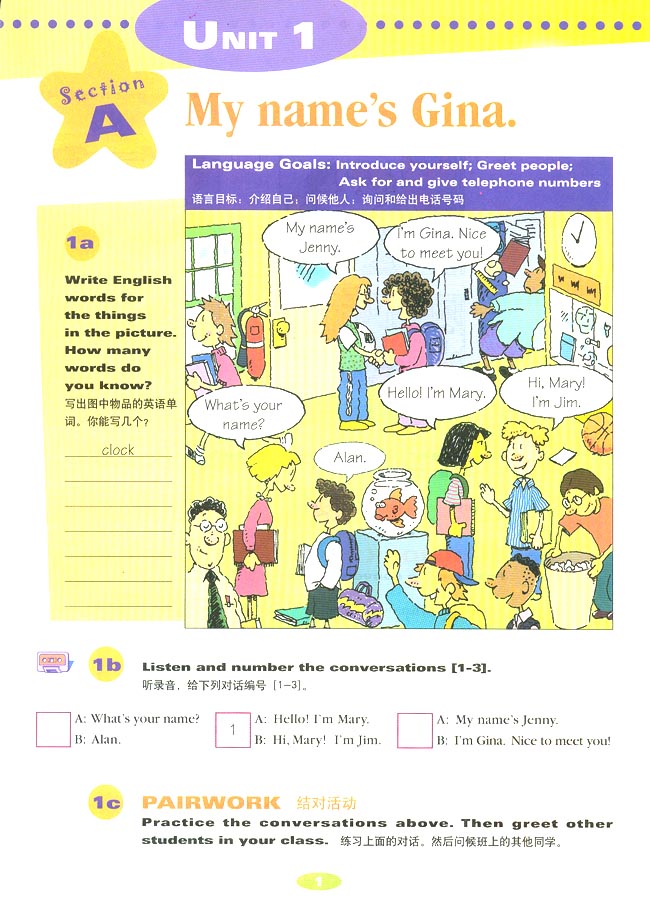 UNIT 1
Section
A
My name's Gina.
Language Goals: Introduce yourself; Greet people;
Ask for and give telephone numbers
语言目标：介绍自己；问候他人；询问和给出电话号码
1a
Write English
words for
the things
in the picture.
How many
words do
you know?
写出图中物品的英语单
词。你能写几个?
clock
My name's
Jenny.
I'm Gina. Nice
to meet you!
What's your
name?
Hello! I'm Mary.
Hi, Mary!
I'm Jim.
Alan.
1b
Listen and number the conversations [1-3].
听录音，给下列对话编号［1-3］。
A: What's your name?
B: Alan.
1
A: Hello! I'm Mary.
B: Hi, Mary! I'm Jim.
A: My name's Jenny.
B: I'm Gina. Nice to meet you!
1c
PAIRWORK 结对活动
Practice the conversations above. Then greet other
students in your class. 练习上面的对话。然后问候班上的其他同学。
1